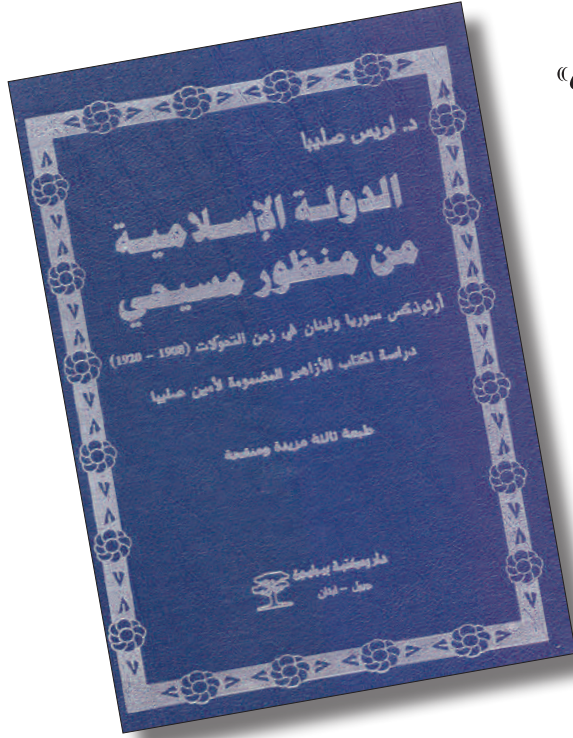 د. لويس صليبا
الدولة الإسلامية
من منظور مسيحي
أرثوذكس سوريا ولبنان في زمن التحولات (1908 – 1920)
دراسة لكتاب الأزاهير المضمومة لأمين صليبا
طبعة ثالثة مزيدة ومنقحة
دار ومكتبة بيبليون
جبيل – لبنان